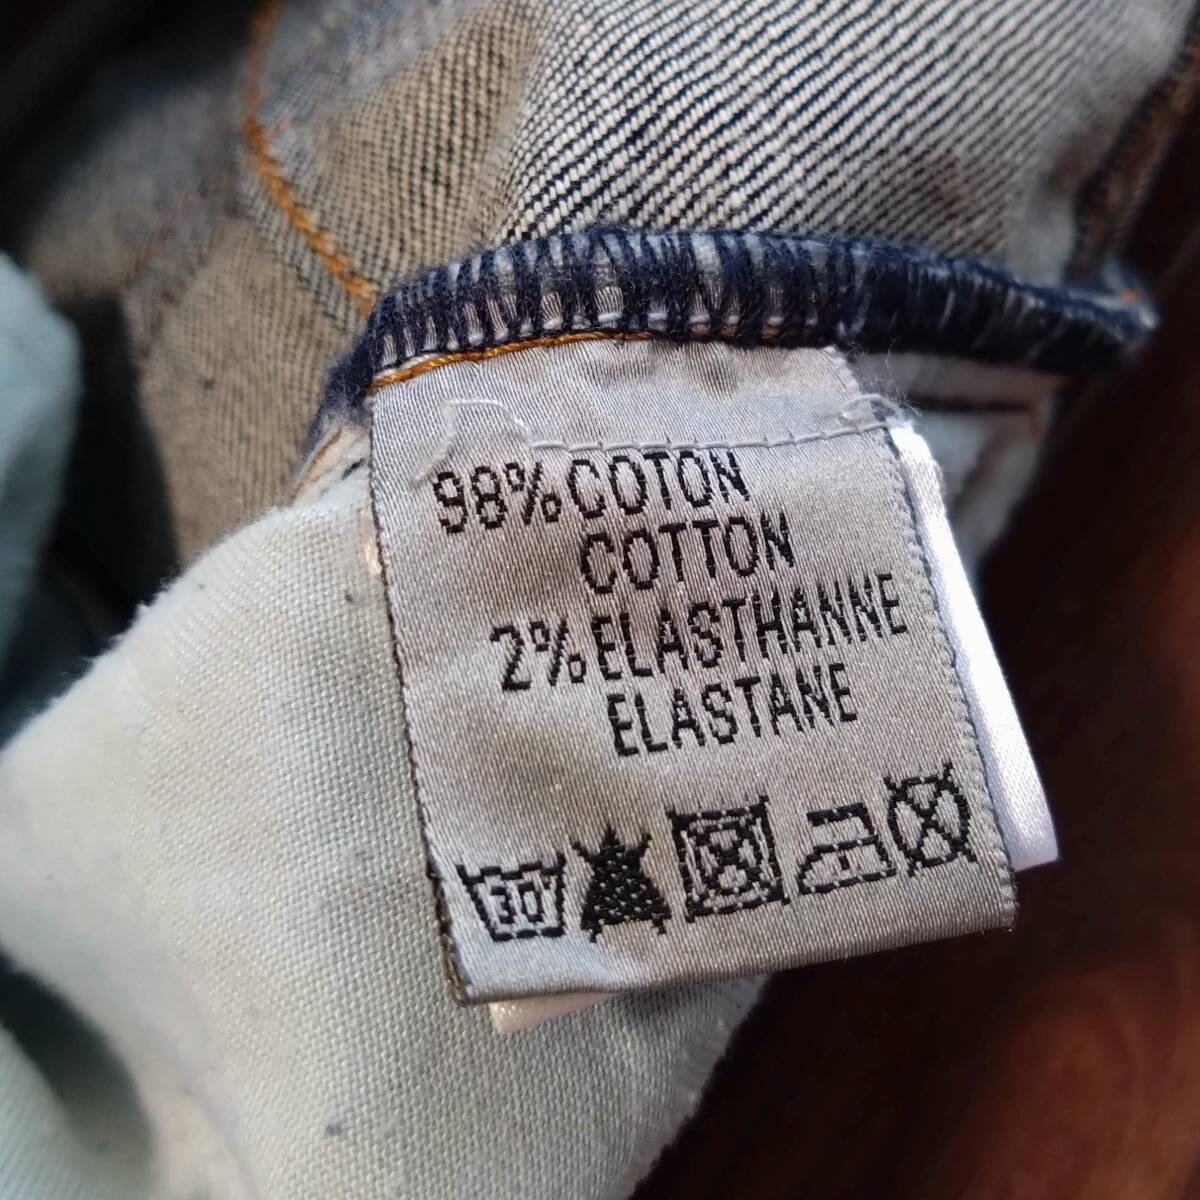 98% COTON
COTTON
2% ELASTHANNE
ELASTANE
30°